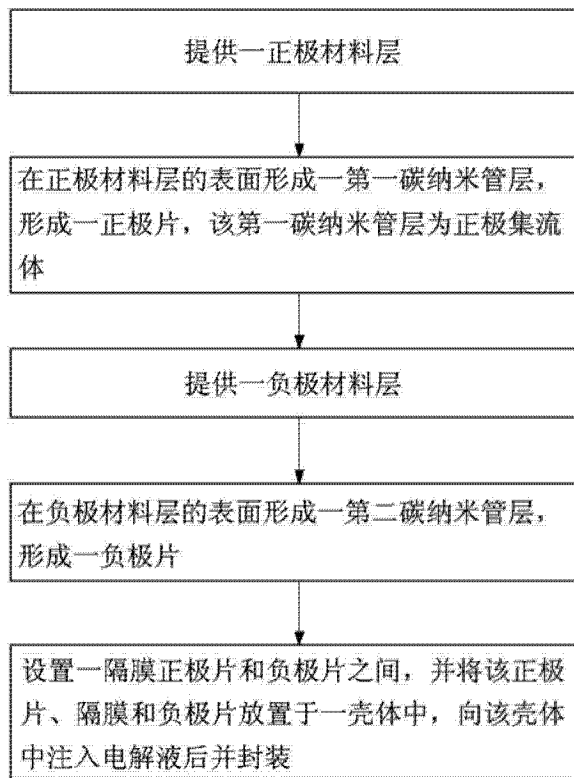 提供一正极材料层
在正极材料层的表面形成一第一碳纳米管层，
形成一正极片，该第一碳纳米管层为正极集流
体
提供一负极材料层
在负极材料层的表面形成一第二碳纳米管层，
形成一负极片
设置一隔膜正极片和负极片之间，并将该正极
片、隔膜和负极片放置于一壳体中，向该壳体
中注入电解液后并封装